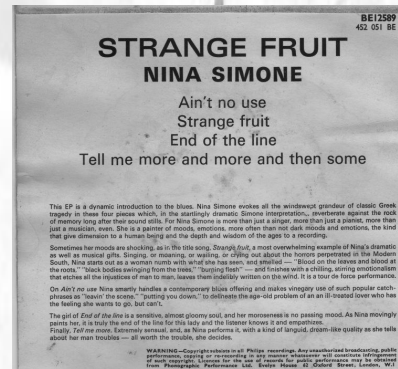 BE12589
452 051 BE
STRANGE FRUIT
NINA SIMONE
Ain't no use
Strange fruit
End of the line
Tell me more and more and then some
This EP is a dynamic introduction to the blues. Nina Simone evokes all the windswept grandeur of classic Greek
tragedy in these four pieces which, in the startlingly dramatic Simone interpretation, reverberate against the rock
of memory long after their sound stills. For Nina Simone is more than just a singer, more than just a pianist, more than
just a musician, even. She is a painter of moods, emotions, more often than not dark moods and emotions, the kind
that give dimension to a human being and the depth and wisdom of the ages to a recording.
Sometimes her moods are shocking, as in the title song, Strange fruit, a most overwhelming example of Nina's dramatic
as well as musical gifts. Singing, or moaning, or wailing, or crying out about the horrors perpetrated in the Modern
South, Nina starts out as a woman numb with what she has seen, and smelled — "Blood on the leaves and blood at
the roots," "black bodies swinging from the trees," "burning flesh" — and finishes with a chilling, stirring emotionalism
that etches all the injustices of man to man, leaves them indelibly written on the wind. It is a tour de force performance.
On Ain't no use Nina smartly handles a contemporary blues offering and makes vinegary use of such popular catch-
phrases as "leavin' the scene," "putting you down," to delineate the age-old problem of an ill-treated lover who has
the feeling she wants to go, but can't.
The girl of End of the line is a sensitive, almost gloomy soul, and her moroseness is no passing mood. As Nina movingly
paints her, it is truly the end of the line for this lady and the listener knows it and empathizes.
Finally, Tell me more. Extremely sensual, and, as Nina performs it, with a kind of languid, dream-like quality as she tells
about her man troubles — all worth the trouble, she decides.
WARNING—Copyright subsists in all Philips recordings. Any unauthorized broadcasting, public
performance, copying or re-recording in any manner whatsoever will constitute infringement
of such copyright. Licences for the use of records for public performance may be obtained
from Phonographic Performance Ltd. Evelyn House 62 Oxford Street, London, W.1